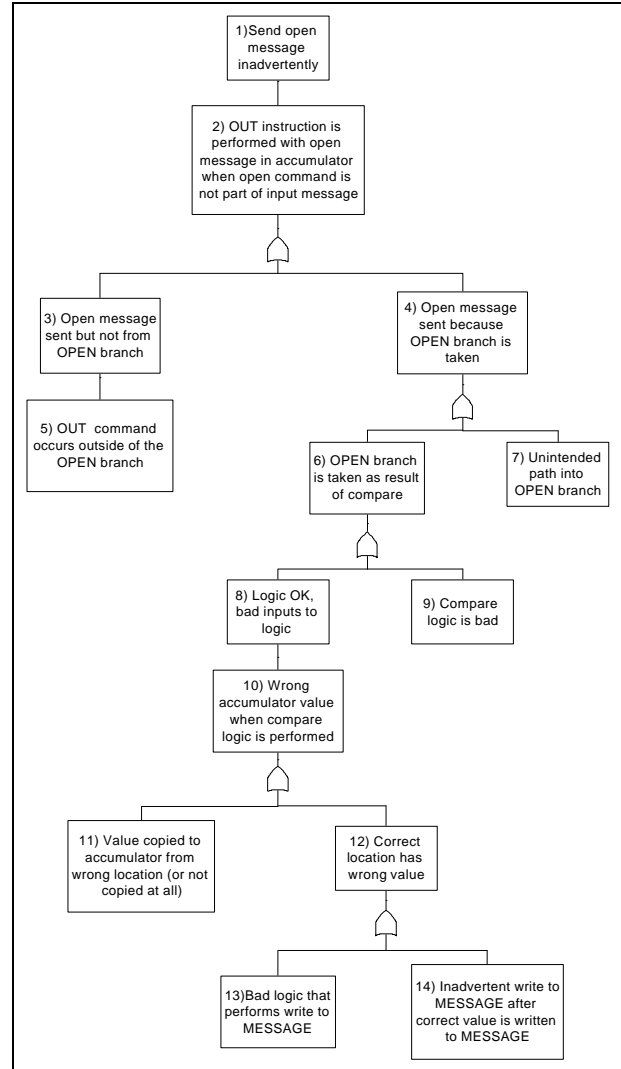 1)Send open
message
inadvertently
2) OUT instruction is
performed with open
message in accumulator
when open command is
not part of input message
3) Open message
sent but not from
OPEN branch
4) Open message
sent because
OPEN branch is
taken
5) OUT command
occurs outside of the
OPEN branch
6) OPEN branch
is taken as result
of compare
7) Unintended
path into
OPEN branch
8) Logic OK,
bad inputs to
logic
9) Compare
logic is bad
10) Wrong
accumulator value
when compare
logic is performed
11) Value copied to
accumulator from
wrong location (or not
copied at all)
12) Correct
location has
wrong value
13)Bad logic that
performs write to
MESSAGE
14) Inadvertent write to
MESSAGE after
correct value is written
to MESSAGE